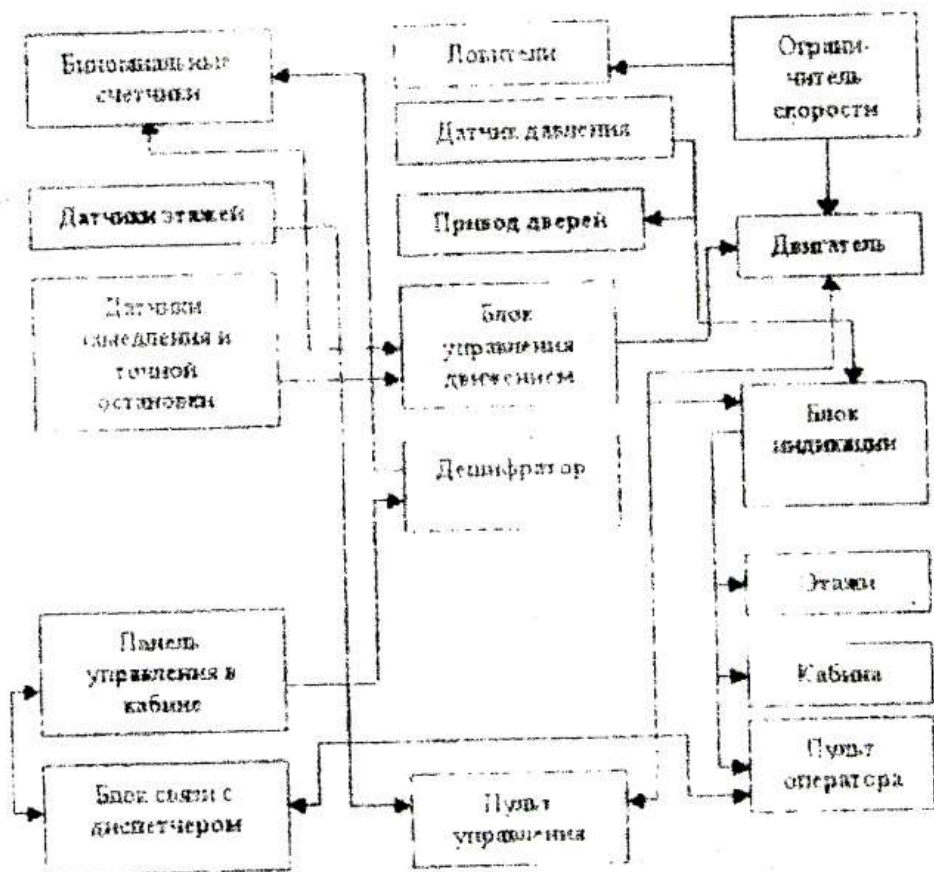 Биноминальные
счетчики
Ловители
Ограни-
читель
скорости
Датчик давления
Датчики этажей
Привод дверей
Двигатель
Датчики
замедления и
точной
остановки
Блок
управления
движением
Блок
индикации
Дешифратор
Этажи
Панель
управления в
кабине
Кабина
Пульт
оператора
Блок связи с
диспетчером
Пульт
управления